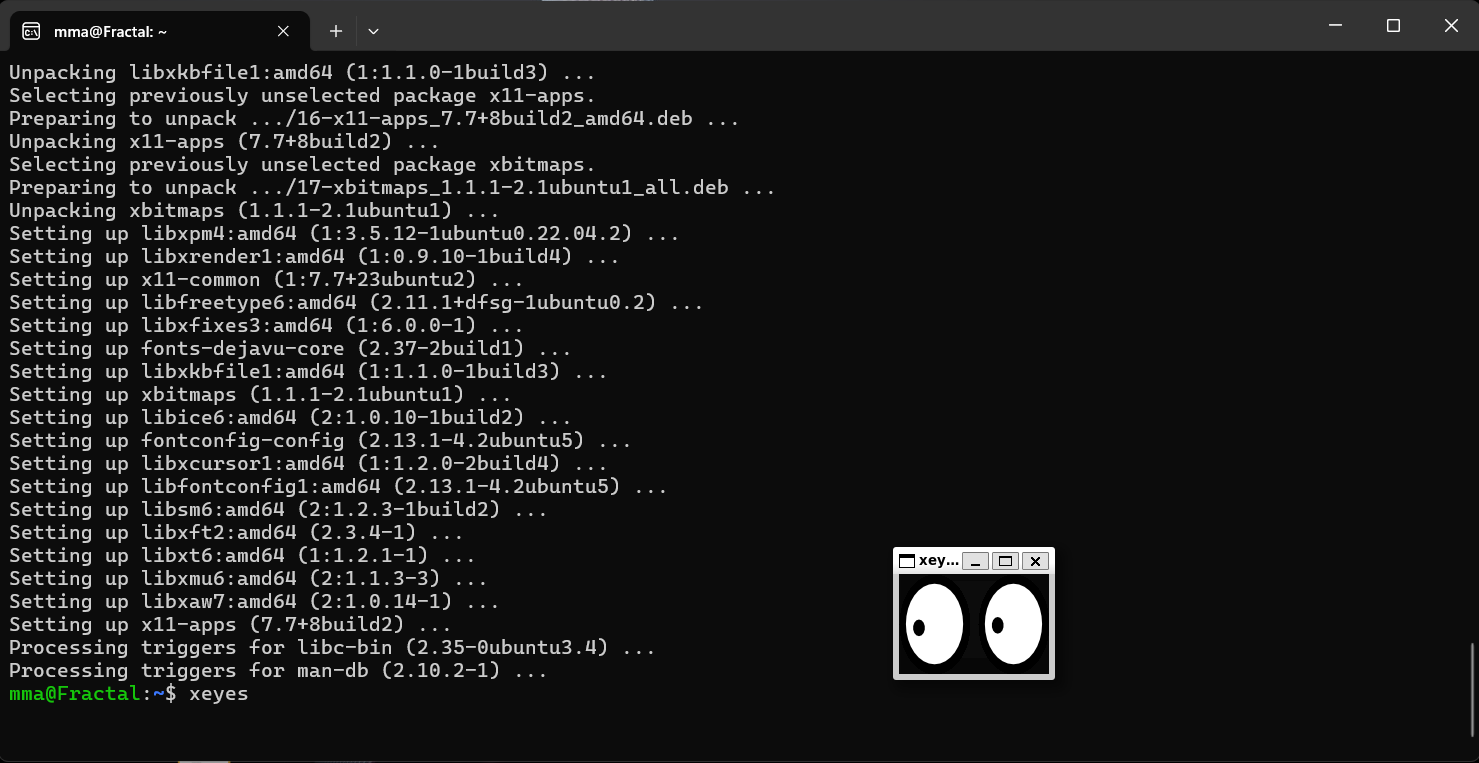 mma@Fractal: ~
Unpacking libxkbfile1:amd64 (1:1.1.0-1build3) ...
Selecting previously unselected package x11-apps.
Preparing to unpack .../16-x11-apps_7.7+8build2_amd64.deb ...
Unpacking x11-apps (7.7+8build2) ...
Selecting previously unselected package xbitmaps.
Preparing to unpack .../17-xbitmaps_1.1.1-2.1ubuntu1_all.deb ...
Unpacking xbitmaps (1.1.1-2.1ubuntu1) ...
Setting up libxpm4:amd64 (1:3.5.12-1ubuntu0.22.04.2) ...
Setting up libxrender1:amd64 (1:0.9.10-1build4) ...
Setting up x11-common (1:7.7+23ubuntu2) ...
Setting up libfreetype6:amd64 (2.11.1+dfsg-1ubuntu0.2) ...
Setting up libxfixes3:amd64 (1:6.0.0-1) ...
Setting up fonts-dejavu-core (2.37-2build1) ...
Setting up libxkbfile1:amd64 (1:1.1.0-1build3) ...
Setting up xbitmaps (1.1.1-2.1ubuntu1) ...
Setting up libice6:amd64 (2:1.0.10-1build2) ...
Setting up fontconfig-config (2.13.1-4.2ubuntu5) ...
Setting up libxcursor1:amd64 (1:1.2.0-2build4) ...
Setting up libfontconfig1:amd64 (2.13.1-4.2ubuntu5) ...
Setting up libsm6:amd64 (2:1.2.3-1build2) ...
Setting up libxft2:amd64 (2.3.4-1) ...
Setting up libxt6:amd64 (1:1.2.1-1) ...
Setting up libxmu6:amd64 (2:1.1.3-3) ...
Setting up libxaw7:amd64 (2:1.0.14-1) ...
Setting up x11-apps (7.7+8build2) ...
Processing triggers for libc-bin (2.35-0ubuntu3.4) ...
Processing triggers for man-db (2.10.2-1) ...
mma@Fractal:~$ xeyes
xey...